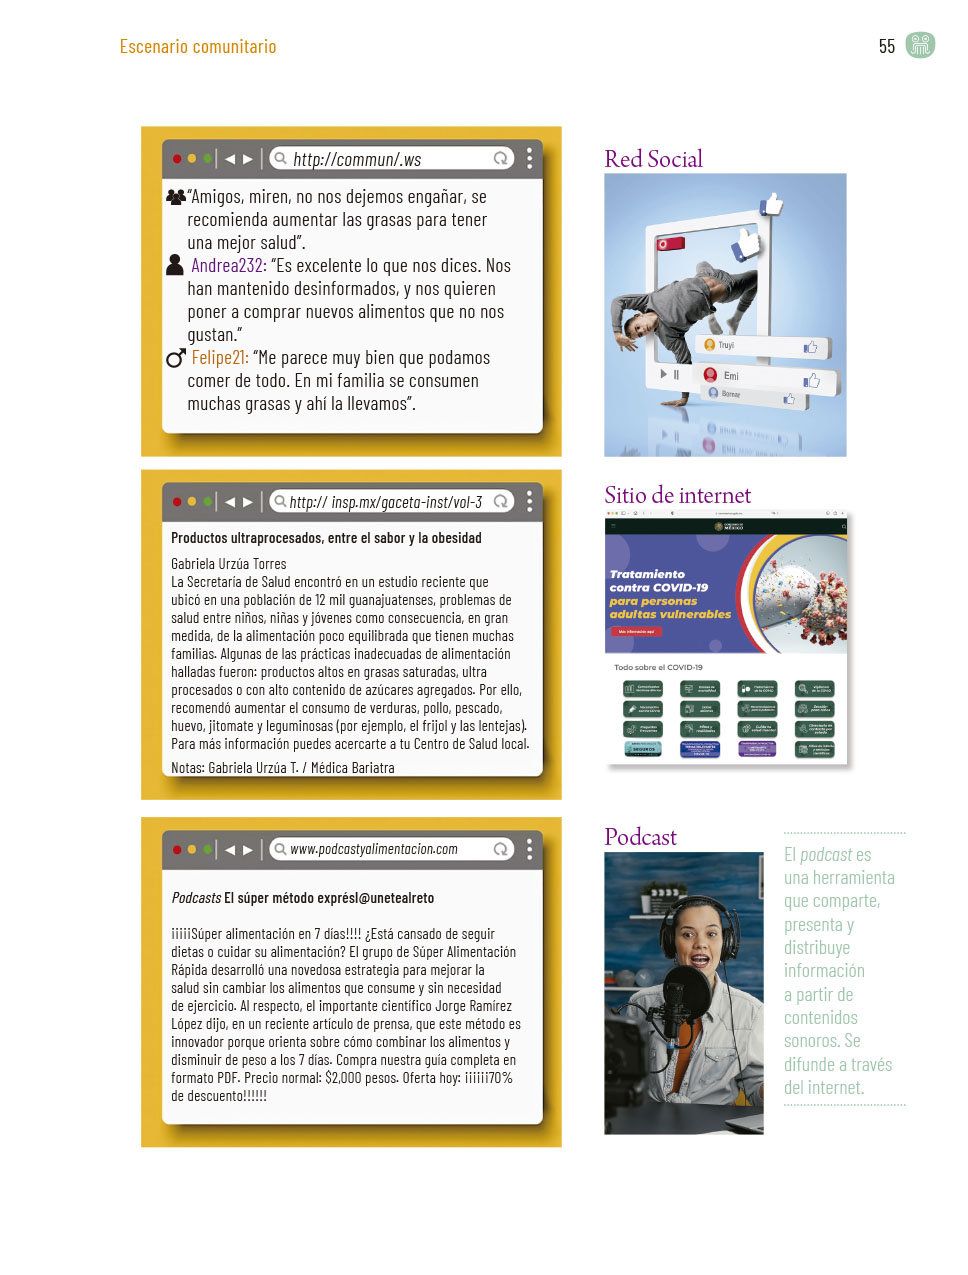 Escenario comunitario
55
http://commun/.ws
“Amigos, miren, no nos dejemos engañar, se
recomienda aumentar las grasas para tener
una mejor salud”.
Andrea232: “Es excelente lo que nos dices. Nos
han mantenido desinformados, y nos quieren
poner a comprar nuevos alimentos que no nos
gustan.”
Felipe21: “Me parece muy bien que podamos
comer de todo. En mi familia se consumen
muchas grasas y ahí la llevamos”.
Red Social
Truyi
Emi
Bornar
http:// insp.mx/gaceta-inst/vol-3
Productos ultraprocesados, entre el sabor y la obesidad
Gabriela Urzúa Torres
La Secretaría de Salud encontró en un estudio reciente que
ubicó en una población de 12 mil guanajuatenses, problemas de
salud entre niños, niñas y jóvenes como consecuencia, en gran
medida, de la alimentación poco equilibrada que tienen muchas
familias. Algunas de las prácticas inadecuadas de alimentación
halladas fueron: productos altos en grasas saturadas, ultra
procesados o con alto contenido de azúcares agregados. Por ello,
recomendó aumentar el consumo de verduras, pollo, pescado,
huevo, jitomate y leguminosas (por ejemplo, el frijol y las lentejas).
Para más información puedes acercarte a tu Centro de Salud local.
Notas: Gabriela Urzúa T. / Médica Bariatra
Sitio de internet
GOBIERNO DE
MÉXICO
Tratamiento
contra COVID-19
para personas
adultas vulnerables
Más información aquí
Todo sobre el COVID-19
SEGUROS
www.podcastyalimentacion.com
Podcasts El súper método exprésl@unetealreto
¡¡¡¡¡Súper alimentación en 7 días!!!! ¿Está cansado de seguir
dietas o cuidar su alimentación? El grupo de Súper Alimentación
Rápida desarrolló una novedosa estrategia para mejorar la
salud sin cambiar los alimentos que consume y sin necesidad
de ejercicio. Al respecto, el importante científico Jorge Ramírez
López dijo, en un reciente artículo de prensa, que este método es
innovador porque orienta sobre cómo combinar los alimentos y
disminuir de peso a los 7 días. Compra nuestra guía completa en
formato PDF. Precio normal: $2,000 pesos. Oferta hoy: ¡¡¡¡¡¡70%
de descuento!!!!!!
Podcast
El podcast es
una herramienta
que comparte,
presenta y
distribuye
información
a partir de
contenidos
sonoros. Se
difunde a través
del internet.